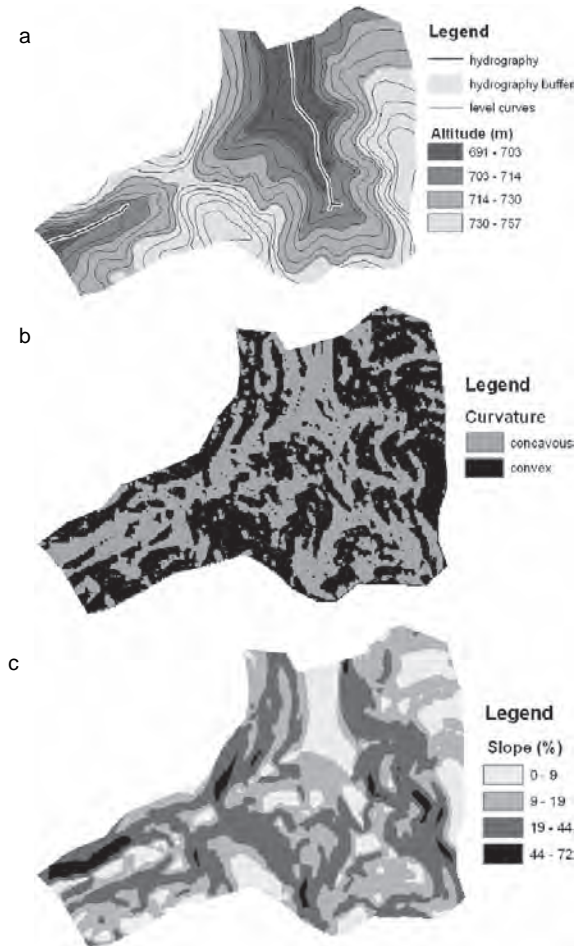 a
Legend
hydrography
hydrography buffer
level curves
Altitude (m)
691 - 703
703 - 714
714 - 730
730 - 757
b
Legend
Curvature
concavous
convex
c
Legend
Slope (%)
0 - 9
9 - 19
19 - 44
44 - 72